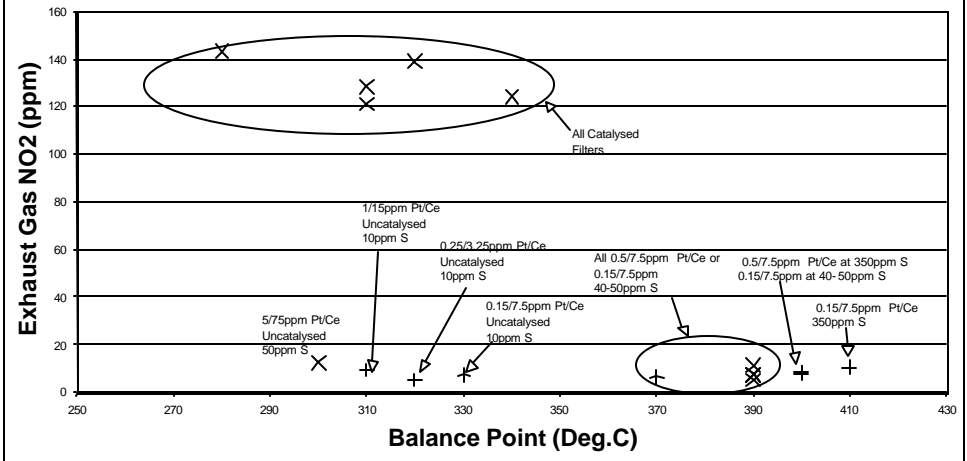 160
140
120
100
80
60
40
20
0
Exhaust Gas NO2 (ppm)
All Catalysed
Filters
1/15ppm Pt/Ce
Uncatalysed
10ppm S
0.25/3.25ppm Pt/Ce
Uncatalysed
10ppm S
0.15/7.5ppm Pt/Ce
Uncatalysed
10ppm S
5/75ppm Pt/Ce
Uncatalysed
50ppm S
All 0.5/7.5ppm Pt/Ce or
0.15/7.5ppm
40-50ppm S
0.5/7.5ppm Pt/Ce at 350ppm S
0.15/7.5ppm at 40-50ppm S
0.15/7.5ppm Pt/Ce
350ppm S
250 270 290 310 330 350 370 390 410 430
Balance Point (Deg.C)